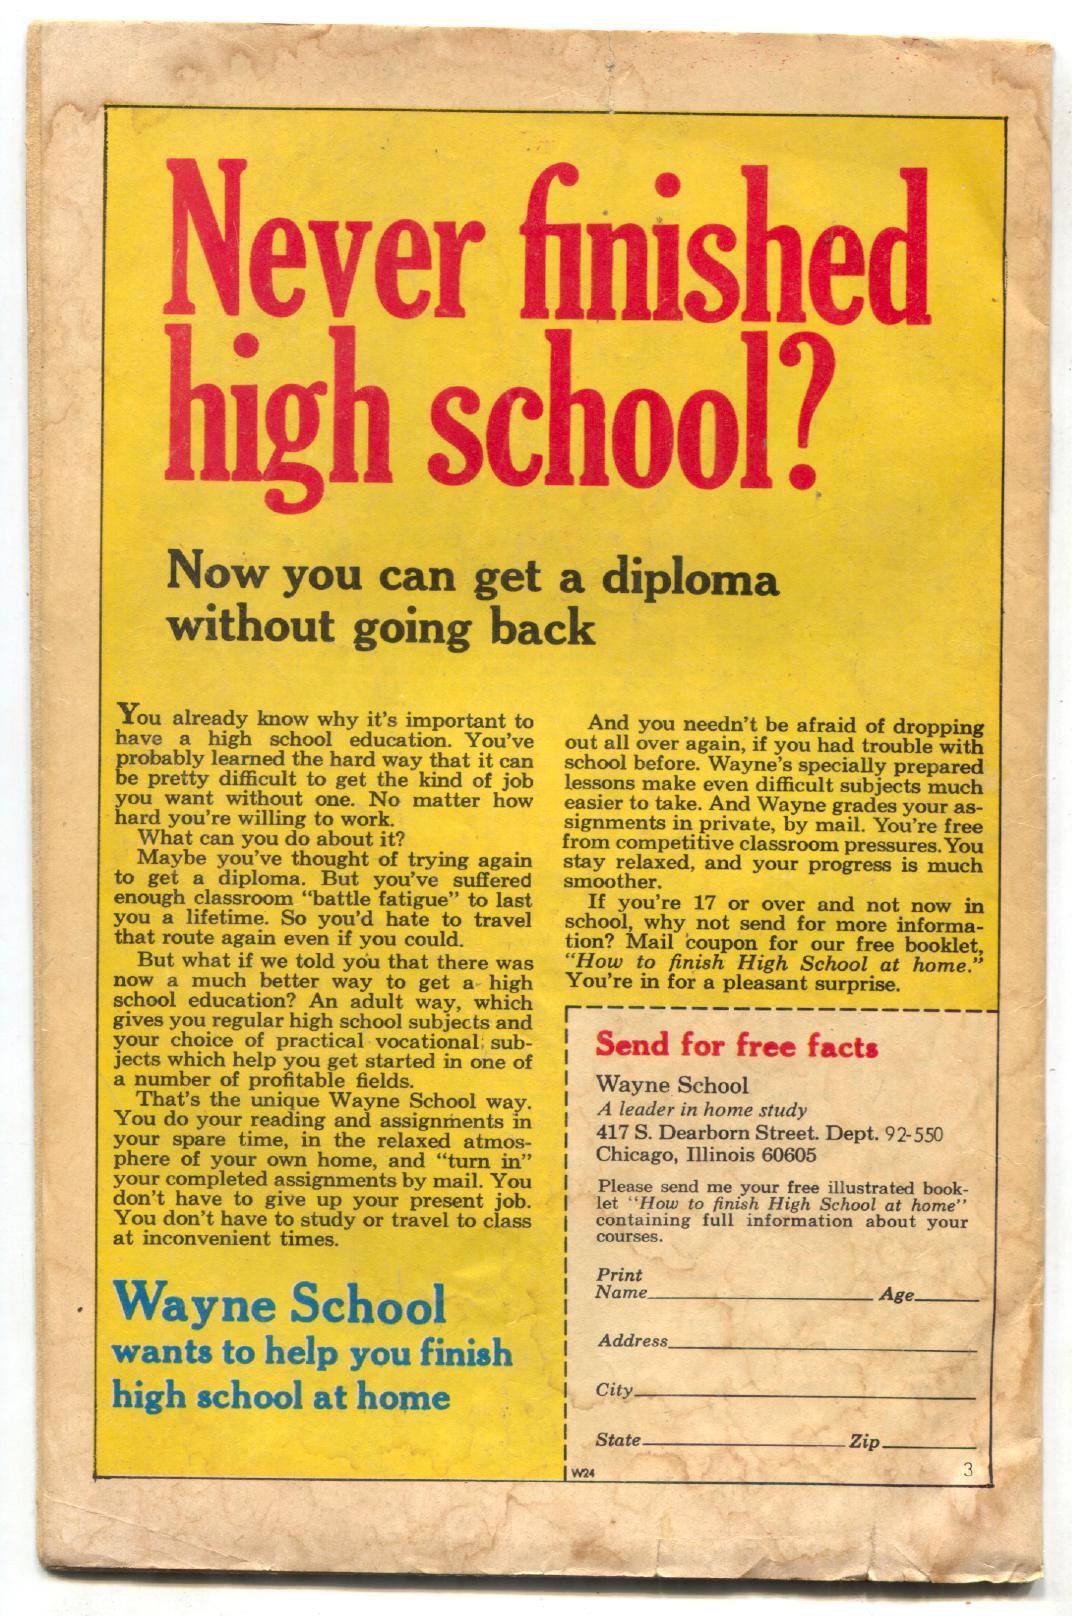 Never finished
high school?
Now you can get a diploma
without going back
You already know why it's important to
have a high school education. You've
probably learned the hard way that it can
be pretty difficult to get the kind of job
you want without one. No matter how
hard you're willing to work.
What can you do about it?
Maybe you've thought of trying again
to get a diploma. But you've suffered
enough classroom "battle fatigue" to last
you a lifetime. So you'd hate to travel
that route again even if you could.
But what if we told you that there was
now a much better way to get a high
school education? An adult way, which
gives you regular high school subjects and
your choice of practical vocational sub-
jects which help you get started in one of
a number of profitable fields.
That's the unique Wayne School way.
You do your reading and assignments in
your spare time, in the relaxed atmos-
phere of your own home, and "turn in"
your completed assignments by mail. You
don't have to give up your present job.
You don't have to study or travel to class
at inconvenient times.
Wayne School
wants to help you finish
high school at home
And you needn't be afraid of dropping
out all over again, if you had trouble with
school before. Wayne's specially prepared
lessons make even difficult subjects much
easier to take. And Wayne grades your as-
signments in private, by mail. You're free
from competitive classroom pressures. You
stay relaxed, and your progress is much
smoother.
If you're 17 or over and not now in
school, why not send for more informa-
tion? Mail coupon for our free booklet,
"How to finish High School at home."
You're in for a pleasant surprise.
Send for free facts
Wayne School
A leader in home study
417 S. Dearborn Street. Dept. 92-550
Chicago, Illinois 60605
Please send me your free illustrated book-
let "How to finish High School at home"
containing full information about your
courses.
Print
Name Age
Address
City
State Zip
W24 3